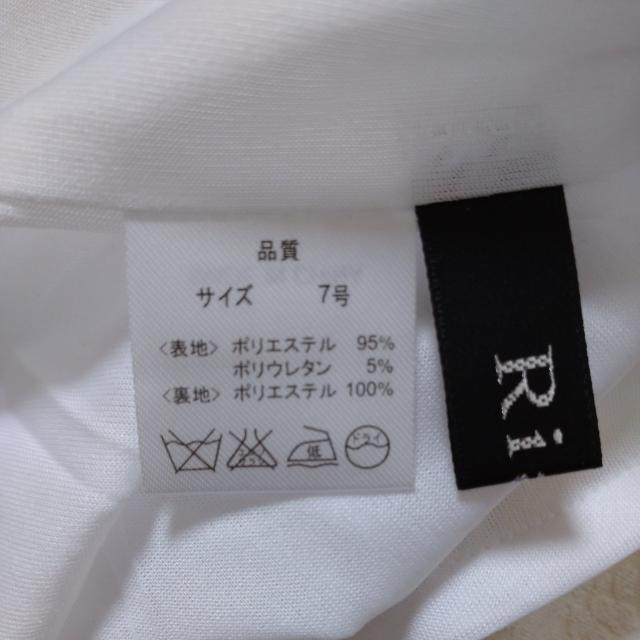 品質
サイズ 7号
〈表地〉 ポリエステル 95%
ポリウレタン 5%
〈裏地〉 ポリエステル 100%
低 ドライ
Ri